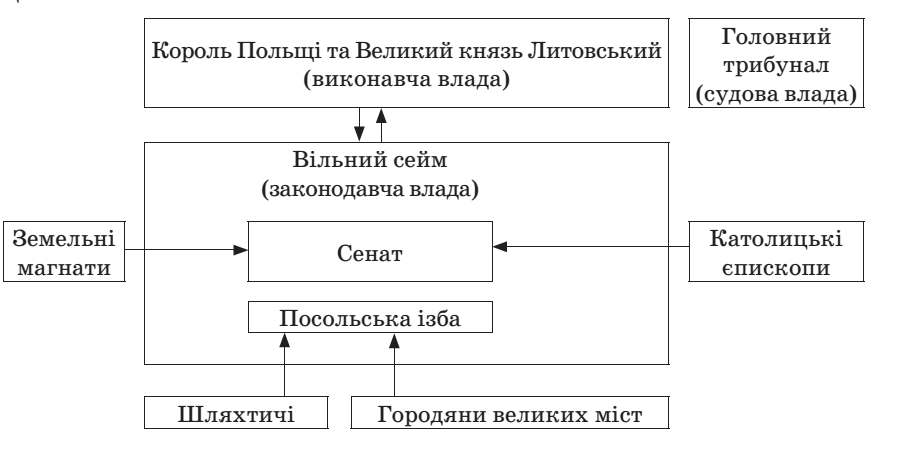 Король Польщі та Великий князь Литовський
(виконавча влада)
Головний
трибунал
(судова влада)
Вільний сейм
(законодавча влада)
Земельні
магнати
Сенат
Католицькі
єпископи
Посольська ізба
Шляхтичі
Городяни великих міст